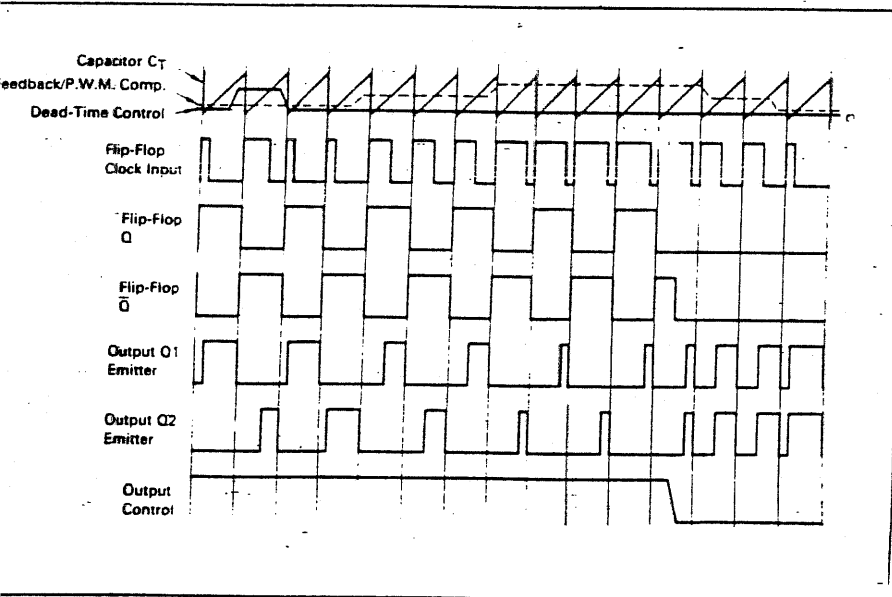 Capacitor CT
Feedback/P.W.M. Comp.
Dead-Time Control
Flip-Flop
Clock Input
Flip-Flop
Q
Flip-Flop
Q̅
Output Q1
Emitter
Output Q2
Emitter
Output
Control